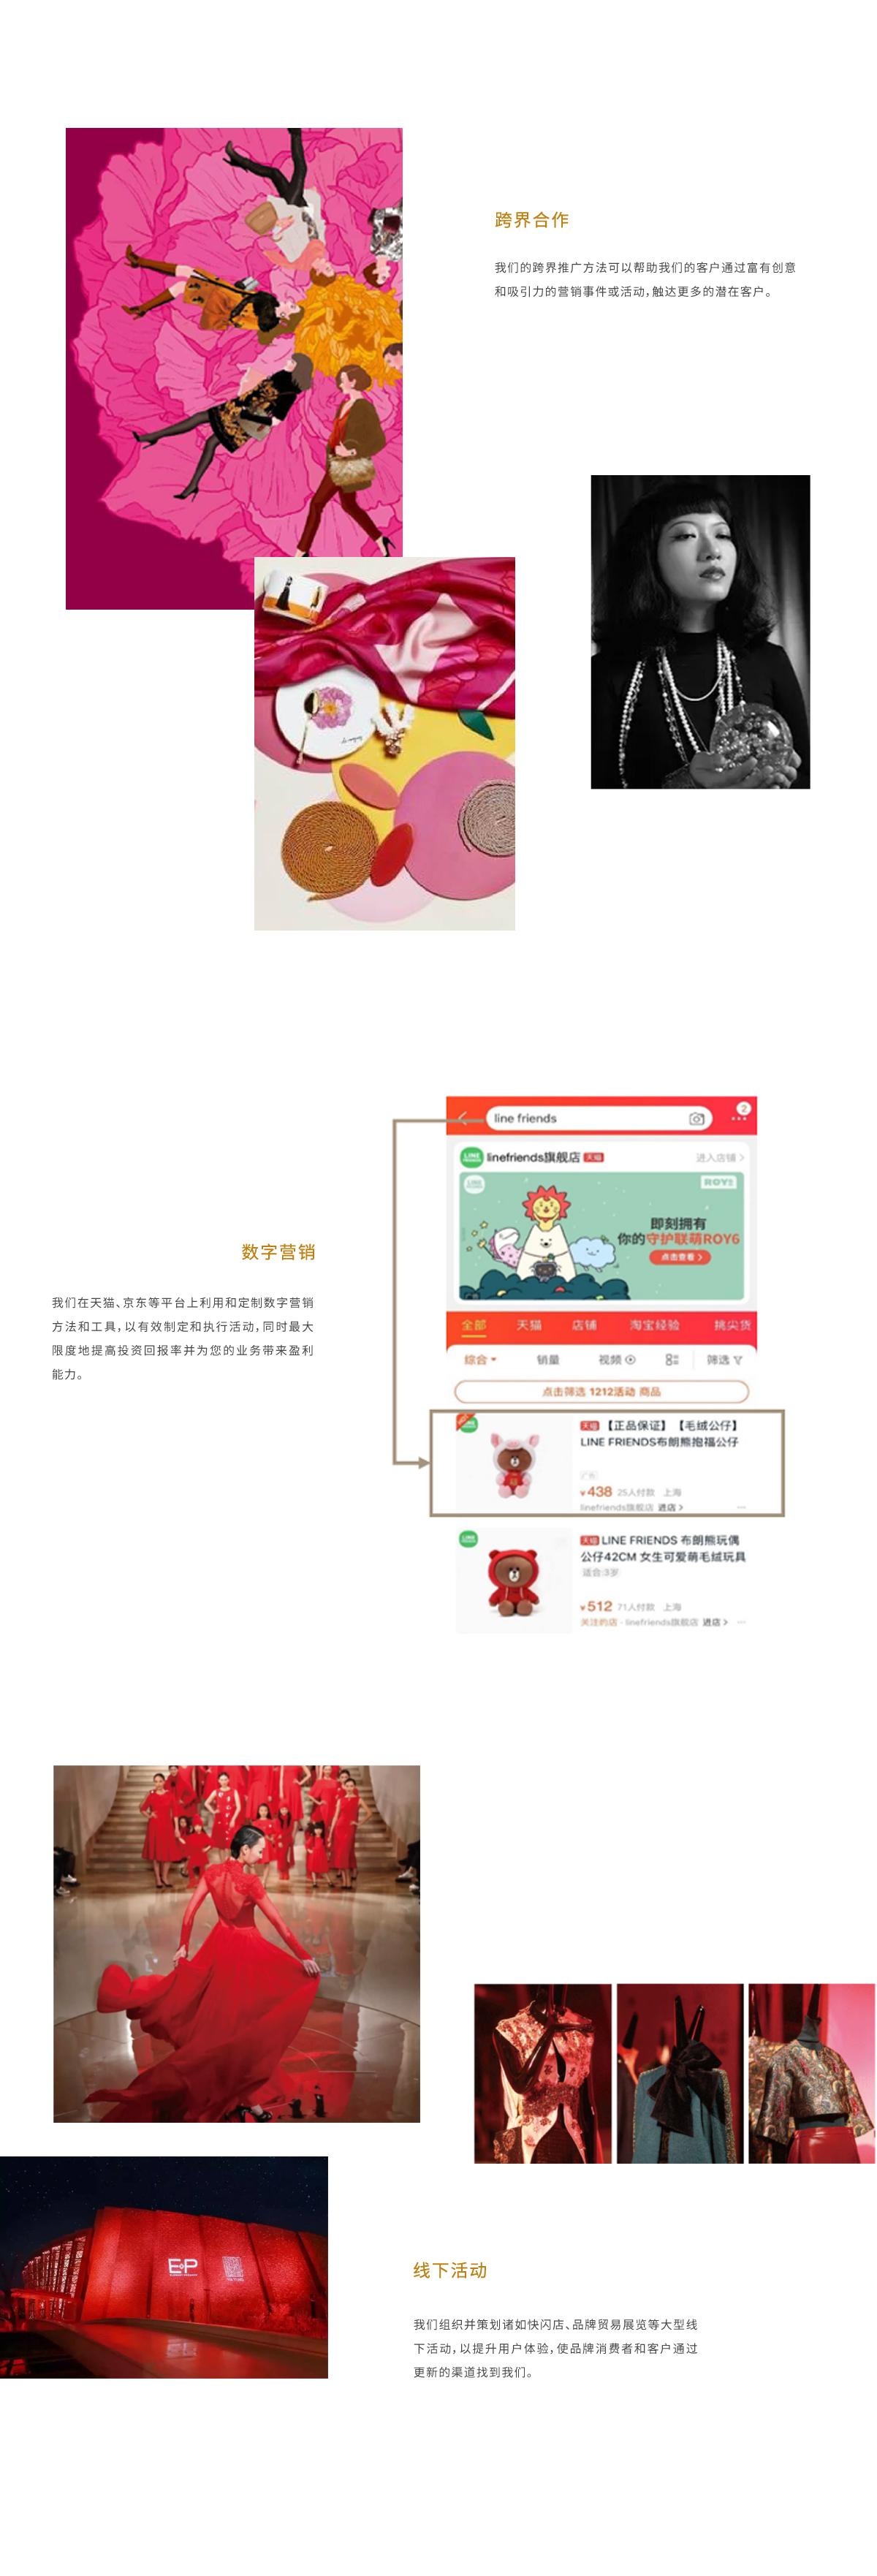 跨界合作
我们的跨界推广方法可以帮助我们的客户通过富有创意
和吸引力的营销事件或活动，触达更多的潜在客户。
line friends
2
LINE FRIENDS
linefriends旗舰店 天猫
进入店铺
ROY6
即刻拥有
你的守护联萌ROY6
点击查看
数字营销
我们在天猫、京东等平台上利用和定制数字营销
方法和工具，以有效制定和执行活动，同时最大
限度地提高投资回报率并为您的业务带来盈利
能力。
全部 天猫 店铺 淘宝经验 挑尖货
综合 销量 视频 筛选
点击筛选 1212活动 商品
天猫 【正品保证】【毛绒公仔】
LINE FRIENDS布朗熊抱福公仔
广告
¥438 25人付款 上海
linefriends旗舰店 进店
LINE
天猫 LINE FRIENDS 布朗熊玩偶
公仔42CM 女生可爱萌毛绒玩具
适合:3岁
¥512 71人付款 上海
关注的店·linefriends旗舰店 进店
E·P
线下活动
我们组织并策划诸如快闪店、品牌贸易展览等大型线
下活动，以提升用户体验，使品牌消费者和客户通过
更新的渠道找到我们。